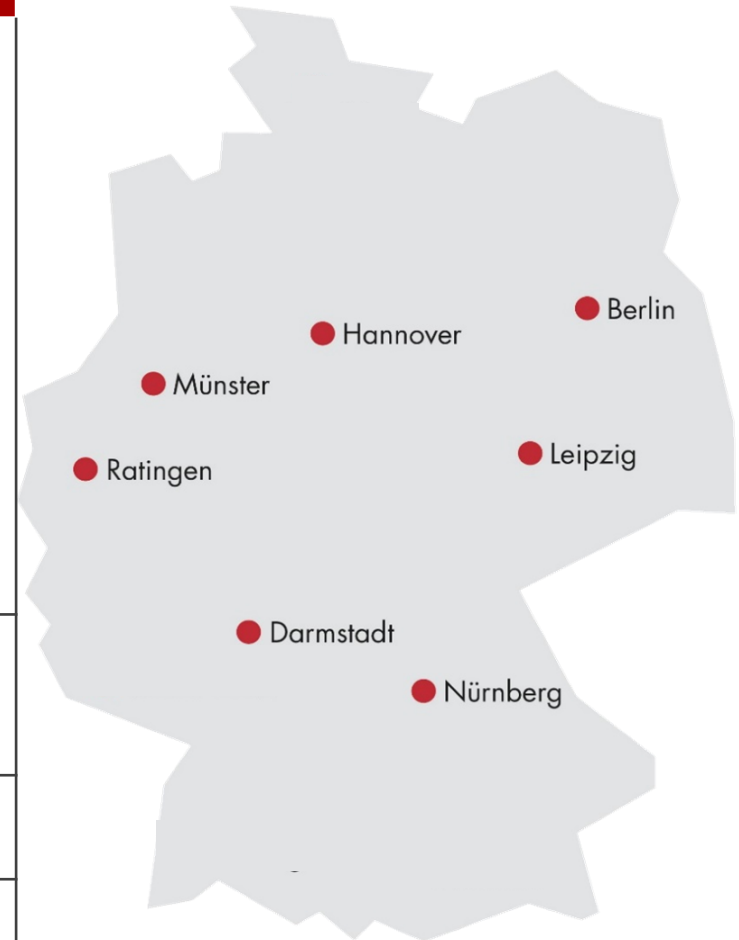 Berlin
Hannover
Münster
Leipzig
Ratingen
Darmstadt
Nürnberg